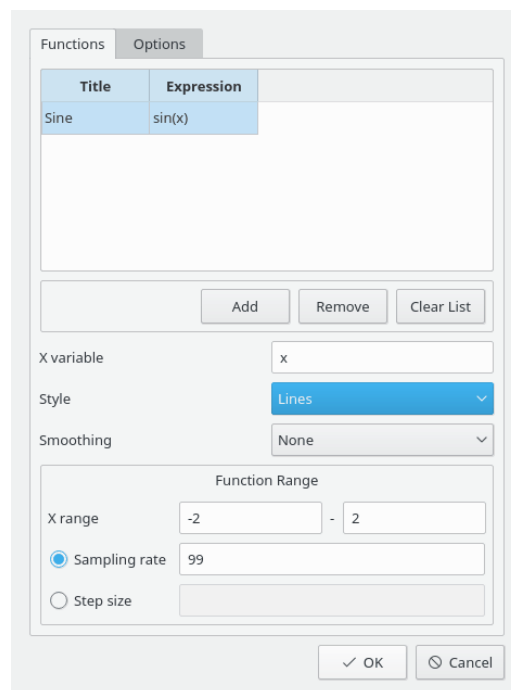 Functions Options
Title Expression
Sine sin(x)
Add Remove Clear List
X variable x
Style Lines
Smoothing None
Function Range
X range -2 - 2
Sampling rate 99
Step size
OK Cancel